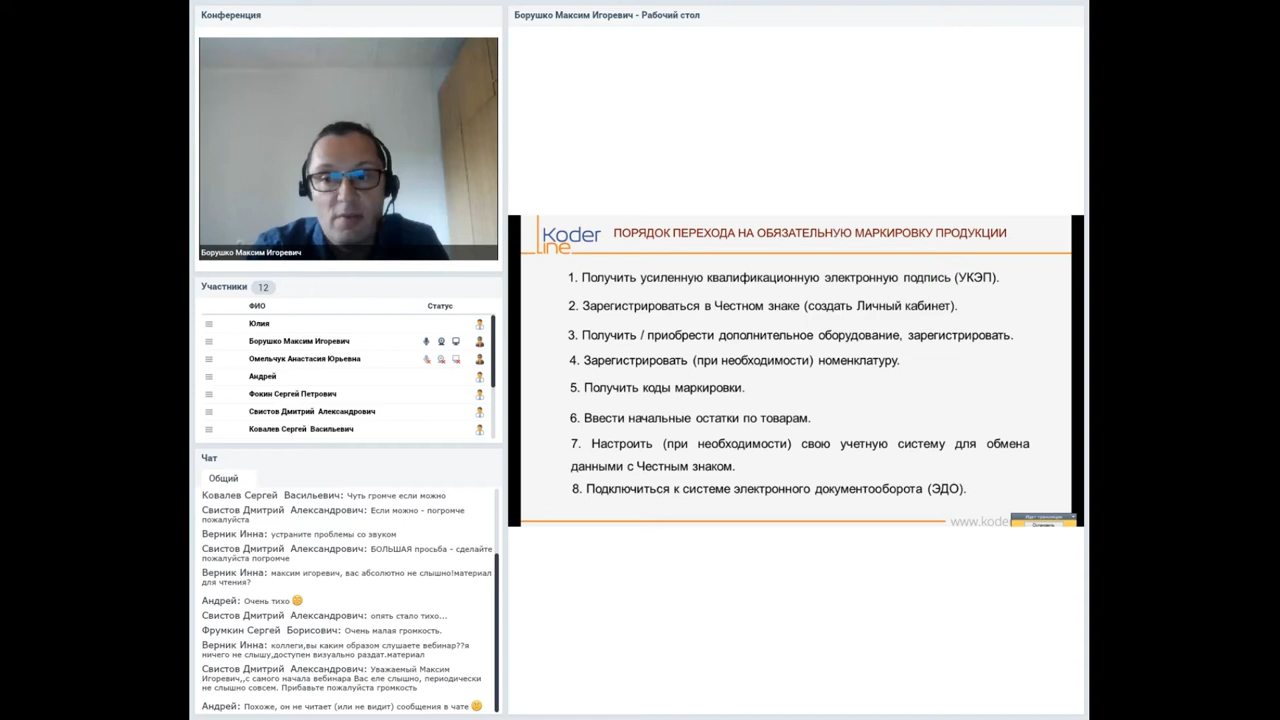 Конференция
Борушко Максим Игоревич
Участники 12
ФИО Статус
Юлия
Борушко Максим Игоревич
Омельчук Анастасия Юрьевна
Андрей
Фокин Сергей Петрович
Свистов Дмитрий Александрович
Ковалев Сергей Васильевич
Чат
Общий
Ковалев Сергей Васильевич: Чуть громче если можно
Свистов Дмитрий Александрович: Если можно - погромче
пожалуйста
Верник Инна: устраните проблемы со звуком
Свистов Дмитрий Александрович: БОЛЬШАЯ просьба - сделайте
пожалуйста погромче
Верник Инна: максим игоревич, вас абсолютно не слышно!материал
для чтения?
Андрей: Очень тихо
Свистов Дмитрий Александрович: опять стало тихо...
Фрумкин Сергей Борисович: Очень малая громкость.
Верник Инна: коллеги,вы каким образом слушаете вебинар??я
ничего не слышу,доступен визуально раздат.материал
Свистов Дмитрий Александрович: Уважаемый Максим
Игоревич,,с самого начала вебинара Вас еле слышно, периодически
не слышно совсем. Прибавьте пожалуйста громкость
Андрей: Похоже, он не читает (или не видит) сообщения в чате
Борушко Максим Игоревич - Рабочий стол
Koder
line
ПОРЯДОК ПЕРЕХОДА НА ОБЯЗАТЕЛЬНУЮ МАРКИРОВКУ ПРОДУКЦИИ
1. Получить усиленную квалификационную электронную подпись (УКЭП).
2. Зарегистрироваться в Честном знаке (создать Личный кабинет).
3. Получить / приобрести дополнительное оборудование, зарегистрировать.
4. Зарегистрировать (при необходимости) номенклатуру.
5. Получить коды маркировки.
6. Ввести начальные остатки по товарам.
7. Настроить (при необходимости) свою учетную систему для обмена
данными с Честным знаком.
8. Подключиться к системе электронного документооборота (ЭДО).
www.koder
Остановить